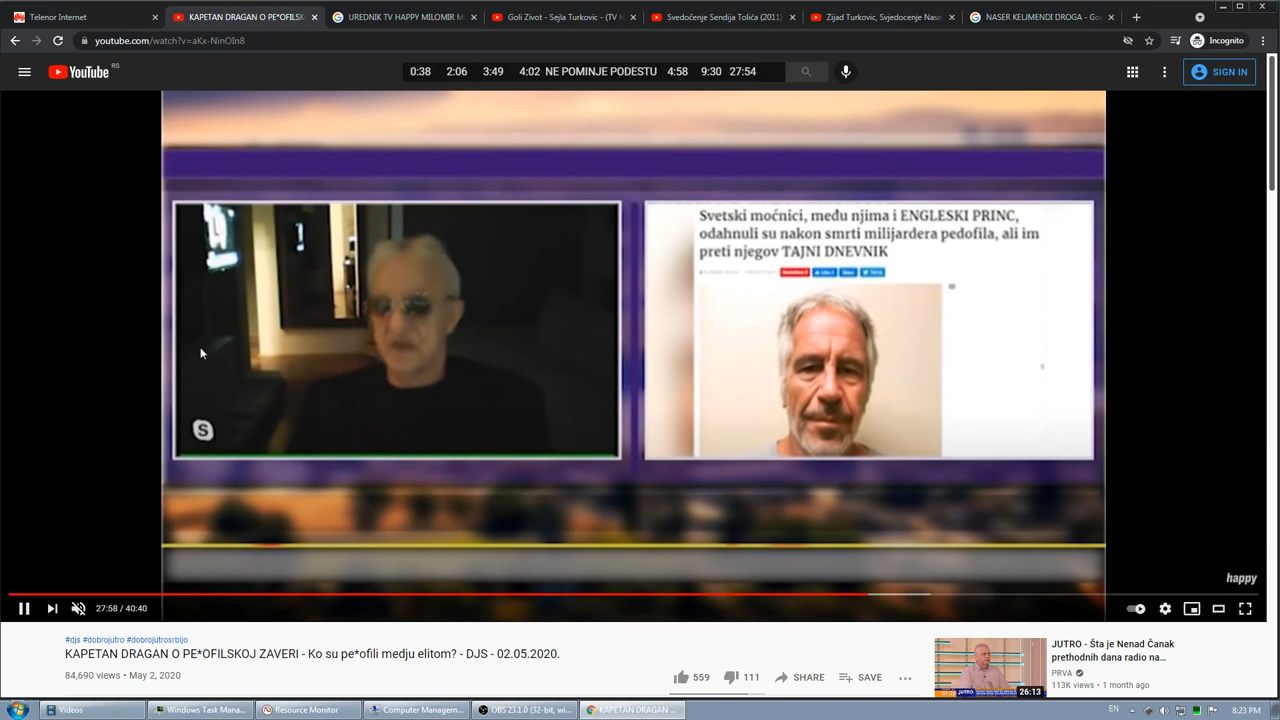 Telenor Internet
KAPETAN DRAGAN O PE*OFILSK
UREDNIK TV HAPPY MILOMIR M
Goli Zivot - Sejla Turkovic - (TV H
Svedočenje Sendija Tolića (2011)
Zijad Turkovic, Svjedocenje Nase
NASER KELJMENDI DROGA - Goo
youtube.com/watch?v=aKx-NinOIn8
Incognito
YouTube RS
0:38 2:06 3:49 4:02 NE POMINJE PODESTU 4:58 9:30 27:54
SIGN IN
Svetski moćnici, među njima i ENGLESKI PRINC,
odahnuli su nakon smrti milijardera pedofila, ali im
preti njegov TAJNI DNEVNIK
happy
27:58 / 40:40
#djs #dobrojutro #dobrojutrosrbijo
KAPETAN DRAGAN O PE*OFILSKOJ ZAVERI - Ko su pe*ofili medju elitom? - DJS - 02.05.2020.
84,690 views • May 2, 2020
559
111
SHARE
SAVE
JUTRO
26:13
JUTRO - Šta je Nenad Čanak
prethodnih dana radio na...
PRVA
113K views • 1 month ago
Videos
Windows Task Mana...
Resource Monitor
Computer Managem...
OBS 23.1.0 (32-bit, wi...
KAPETAN DRAGAN ...
EN
8:23 PM